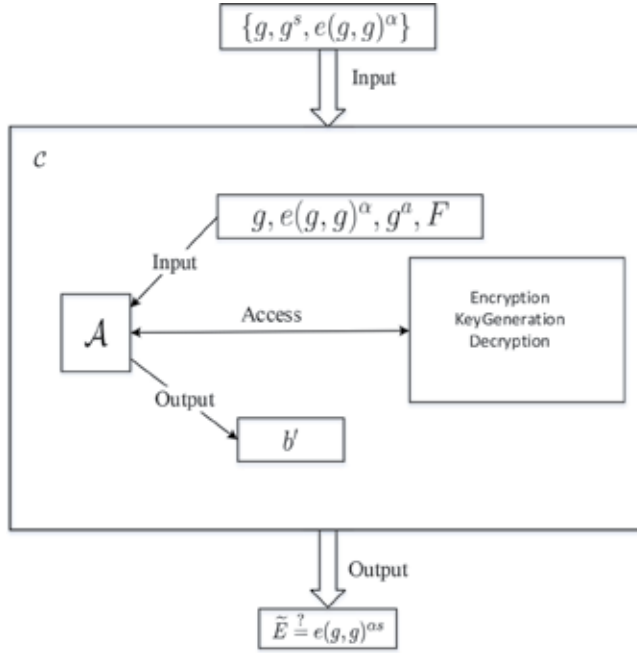 {g, g^s, e(g, g)^α}
Input
C
g, e(g, g)^α, g^a, F
Input
A
Access
Encryption
KeyGeneration
Decryption
Output
b′
Output
Ẽ ≟ e(g, g)^{αs}